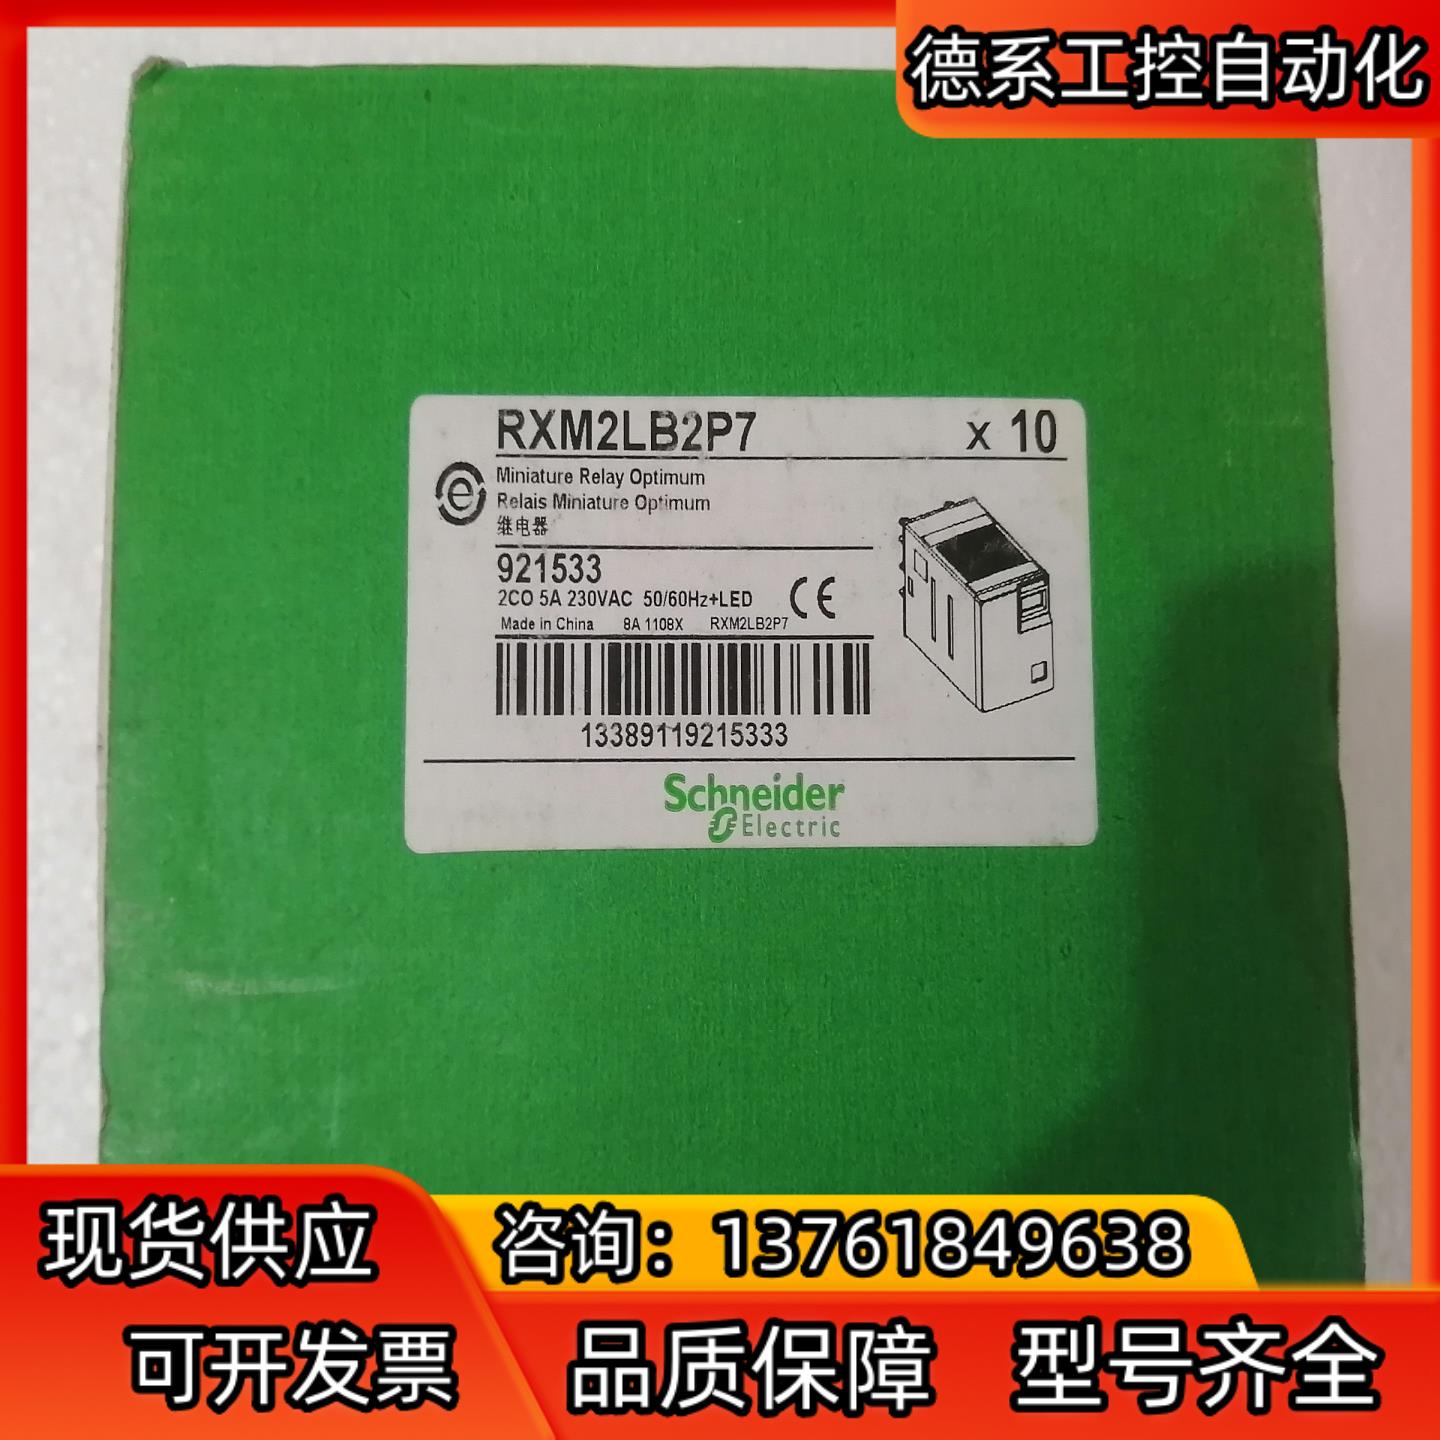 德系工控自动化
RXM2LB2P7 x 10
Miniature Relay Optimum
Relais Miniature Optimum
继电器
921533
2CO 5A 230VAC 50/60Hz+LED
CE
Made in China 8A 1108X RXM2LB2P7
13389119215333
Schneider
Electric
现货供应
咨询：13761849638
可开发票 品质保障 型号齐全